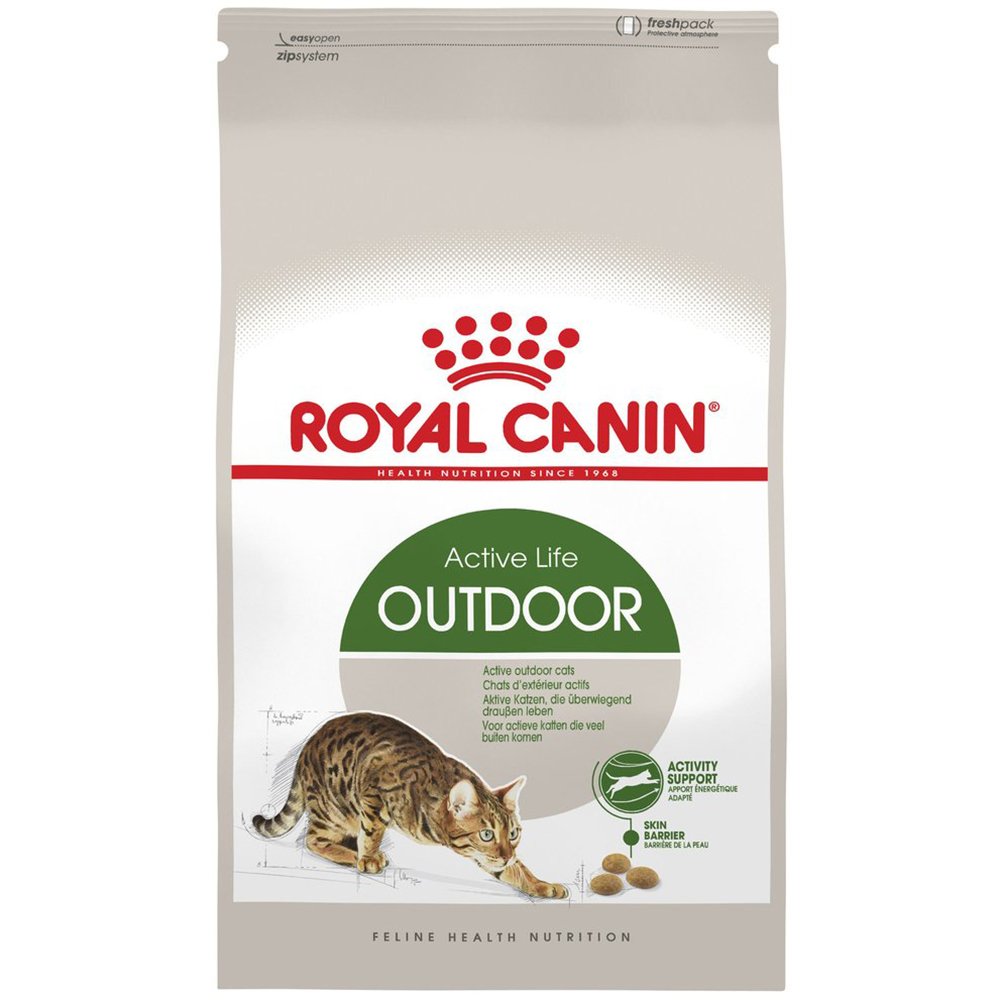 easyopen
zipsystem
freshpack
Protective atmosphere
ROYAL CANIN®
HEALTH NUTRITION SINCE 1968
Active Life
OUTDOOR
Active outdoor cats
Chats d'extérieur actifs
Aktive Katzen, die überwiegend
draußen leben
Voor actieve katten die veel
buiten komen
ACTIVITY
SUPPORT
APPORT ÉNERGÉTIQUE
ADAPTÉ
SKIN
BARRIER
BARRIÈRE DE LA PEAU
FELINE HEALTH NUTRITION